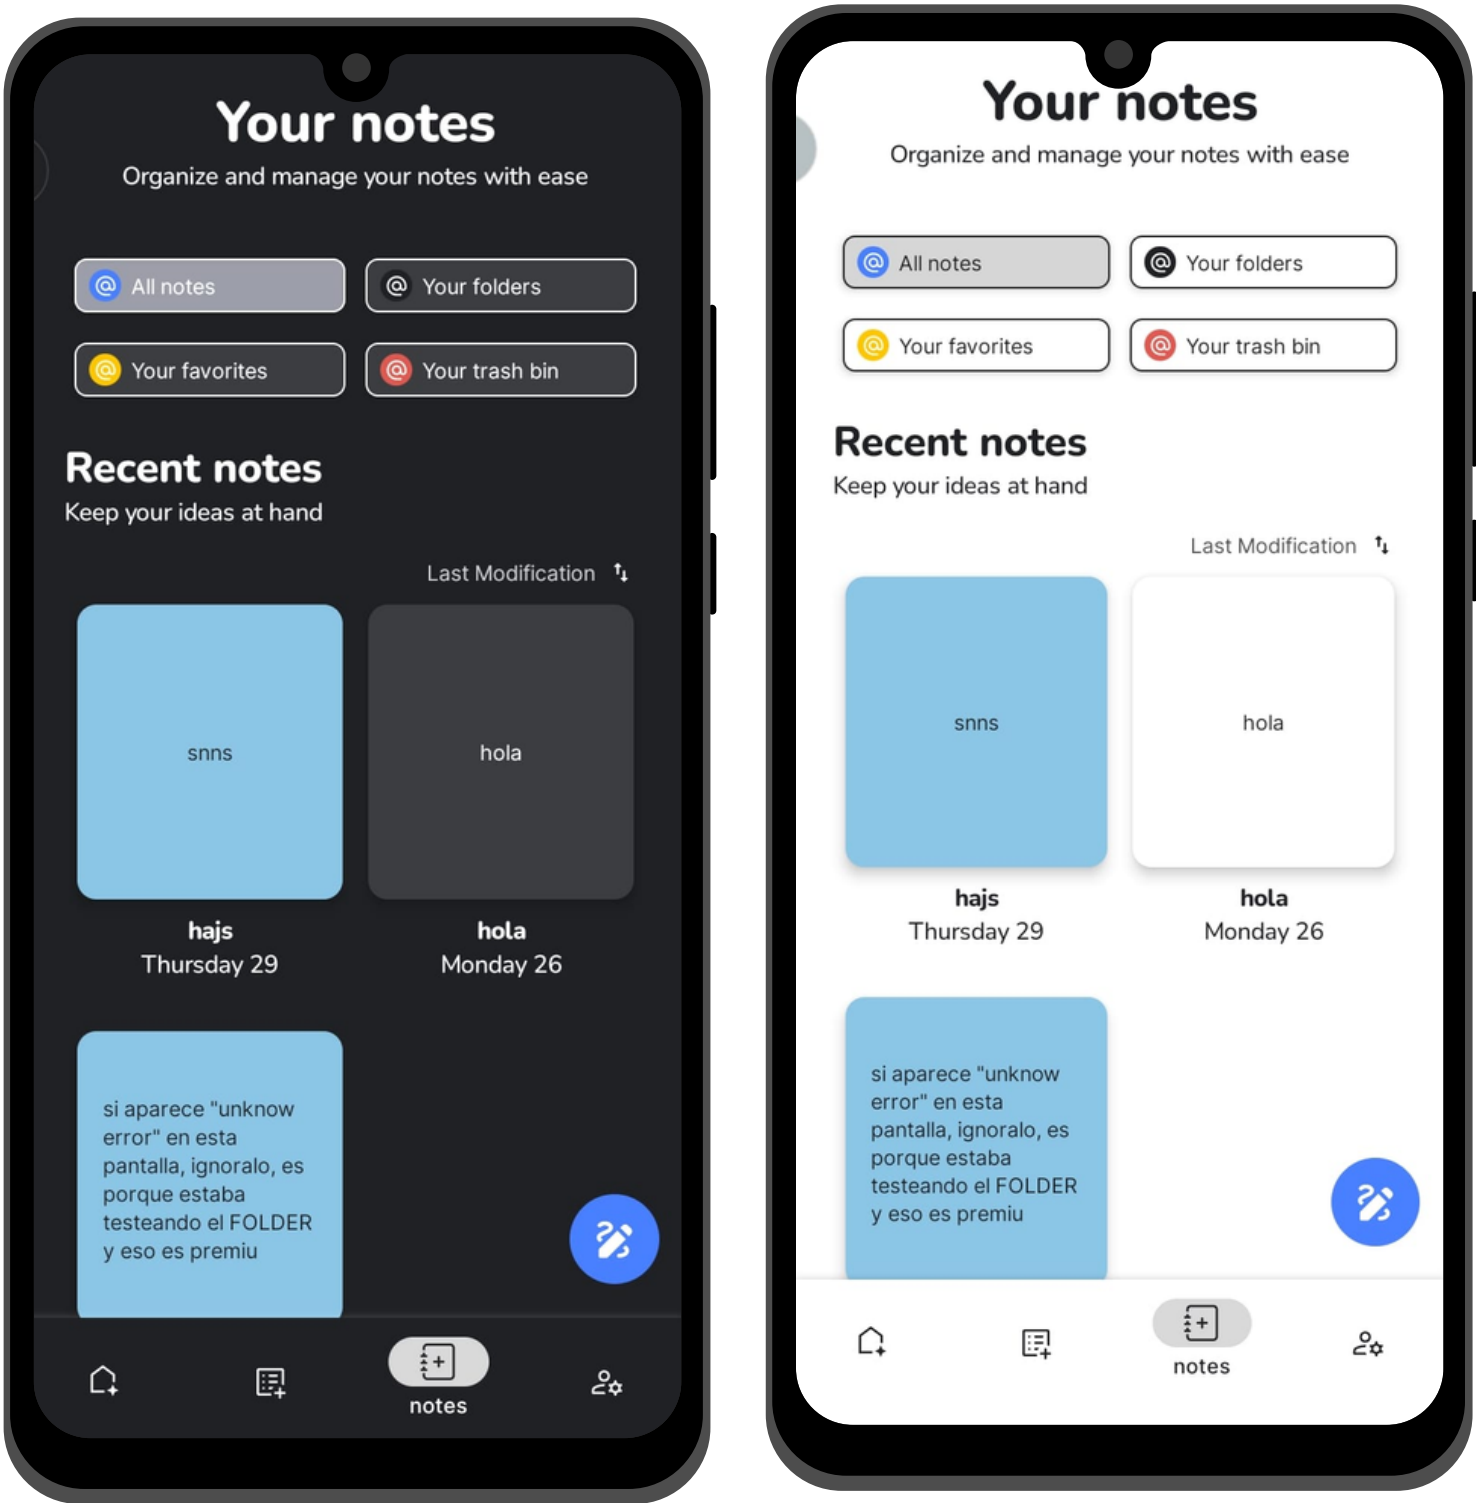 Your notes
Organize and manage your notes with ease
All notes
Your folders
Your favorites
Your trash bin
Recent notes
Keep your ideas at hand
Last Modification
snns
hola
hajs
hola
Thursday 29
Monday 26
si aparece "unknow
error" en esta
pantalla, ignoralo, es
porque estaba
testeando el FOLDER
y eso es premiu
notes
Your notes
Organize and manage your notes with ease
All notes
Your folders
Your favorites
Your trash bin
Recent notes
Keep your ideas at hand
Last Modification
snns
hola
hajs
hola
Thursday 29
Monday 26
si aparece "unknow
error" en esta
pantalla, ignoralo, es
porque estaba
testeando el FOLDER
y eso es premiu
notes